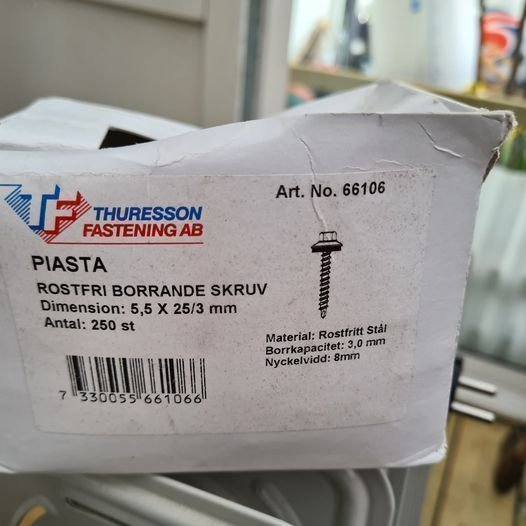 TF THURESSON
FASTENING AB
Art. No. 66106
PIASTA
ROSTFRI BORRANDE SKRUV
Dimension: 5,5 X 25/3 mm
Antal: 250 st
Material: Rostfritt Stål
Borrkapacitet: 3,0 mm
Nyckelvidd: 8mm
7 330055 661066